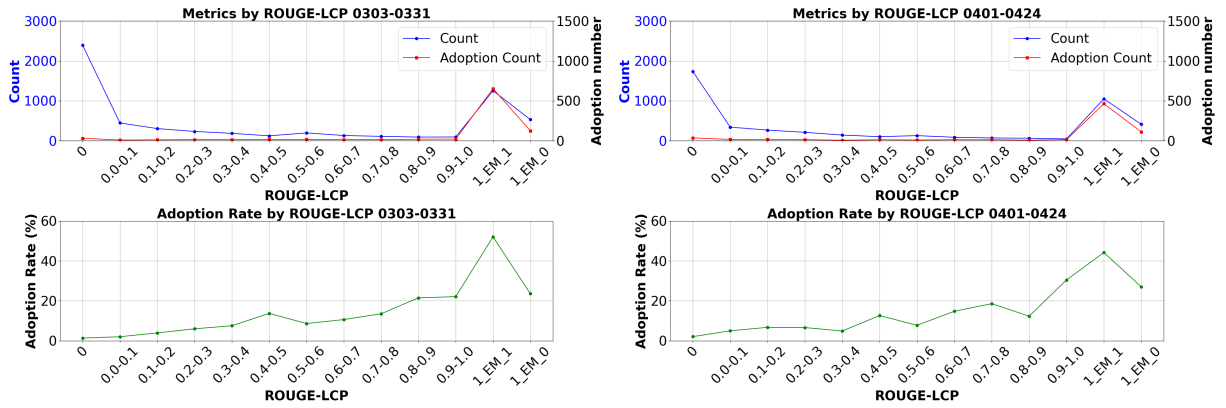 Metrics by ROUGE-LCP 0303-0331
3000
2000
1000
0
Count
1500
1000
500
0
Adoption number
Count
Adoption Count
0
0.0-0.1
0.1-0.2
0.2-0.3
0.3-0.4
0.4-0.5
0.5-0.6
0.6-0.7
0.7-0.8
0.8-0.9
0.9-1.0
1_EM_1
1_EM_0
ROUGE-LCP
Metrics by ROUGE-LCP 0401-0424
3000
2000
1000
0
Count
1500
1000
500
0
Adoption number
Count
Adoption Count
0
0.0-0.1
0.1-0.2
0.2-0.3
0.3-0.4
0.4-0.5
0.5-0.6
0.6-0.7
0.7-0.8
0.8-0.9
0.9-1.0
1_EM_1
1_EM_0
ROUGE-LCP
Adoption Rate by ROUGE-LCP 0303-0331
60
40
20
0
Adoption Rate (%)
0
0.0-0.1
0.1-0.2
0.2-0.3
0.3-0.4
0.4-0.5
0.5-0.6
0.6-0.7
0.7-0.8
0.8-0.9
0.9-1.0
1_EM_1
1_EM_0
ROUGE-LCP
Adoption Rate by ROUGE-LCP 0401-0424
60
40
20
0
Adoption Rate (%)
0
0.0-0.1
0.1-0.2
0.2-0.3
0.3-0.4
0.4-0.5
0.5-0.6
0.6-0.7
0.7-0.8
0.8-0.9
0.9-1.0
1_EM_1
1_EM_0
ROUGE-LCP